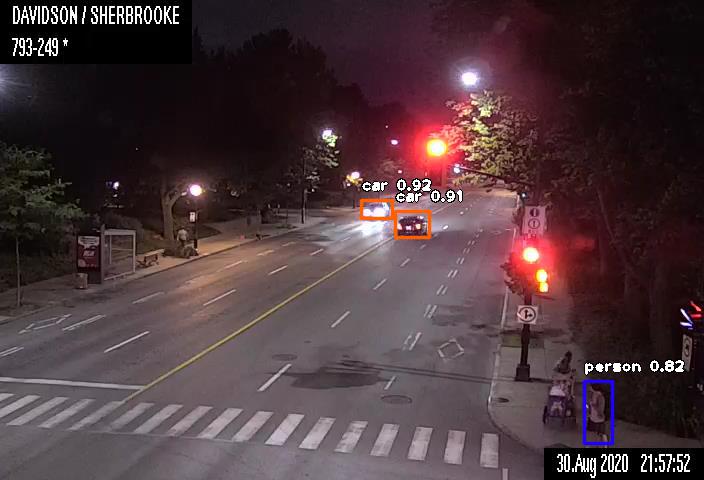 DAVIDSON / SHERBROOKE
793-249 *
car 0.92
car 0.91
person 0.82
30.Aug 2020 21:57:52